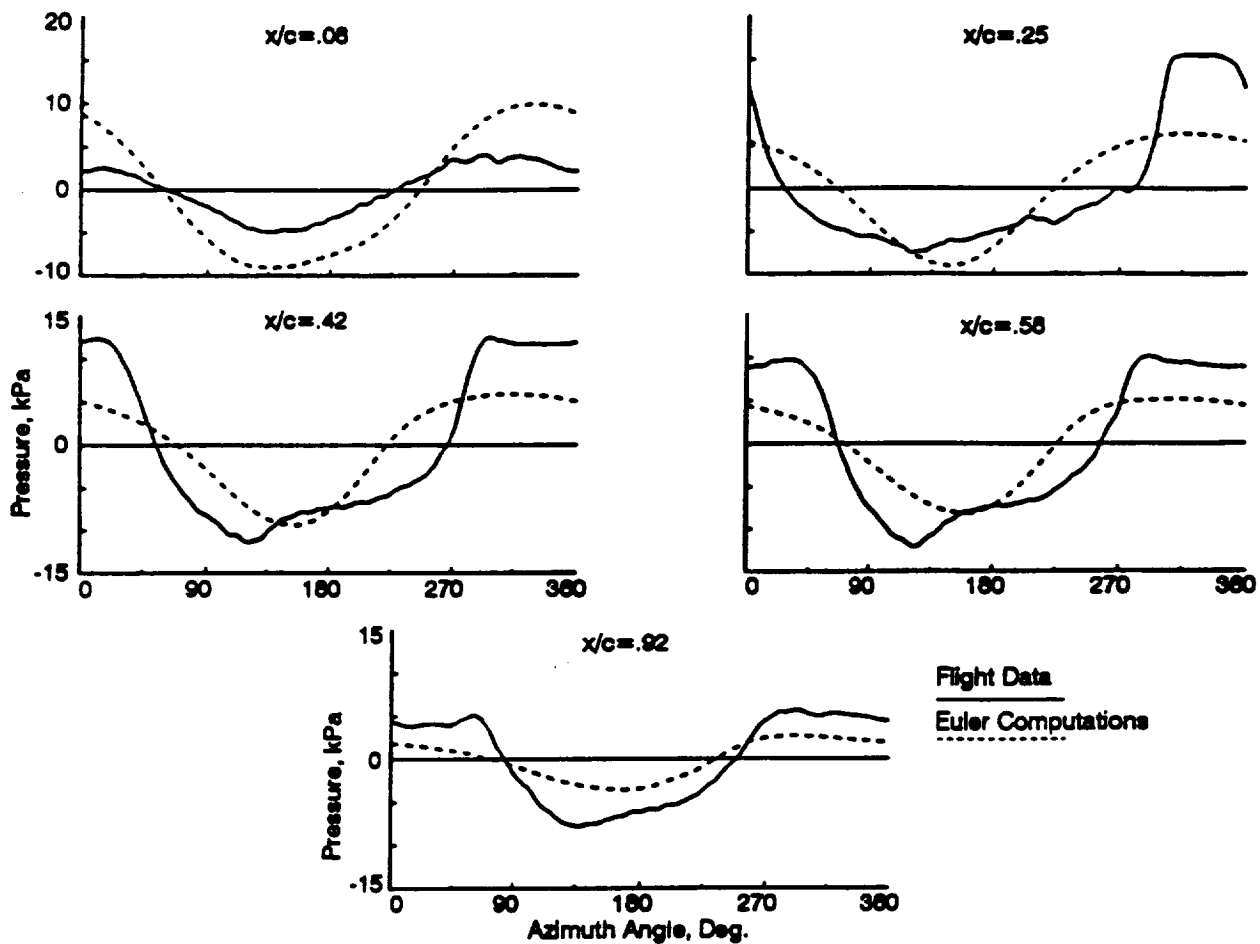 20
x/c=.08
x/c=.25
10
0
-10
15
x/c=.42
x/c=.58
Pressure, kPa
0
-15
0 90 180 270 360
0 90 180 270 360
15
x/c=.92
Flight Data
Euler Computations
Pressure, kPa
0
-15
0 90 180 270 360
Azimuth Angle, Deg.